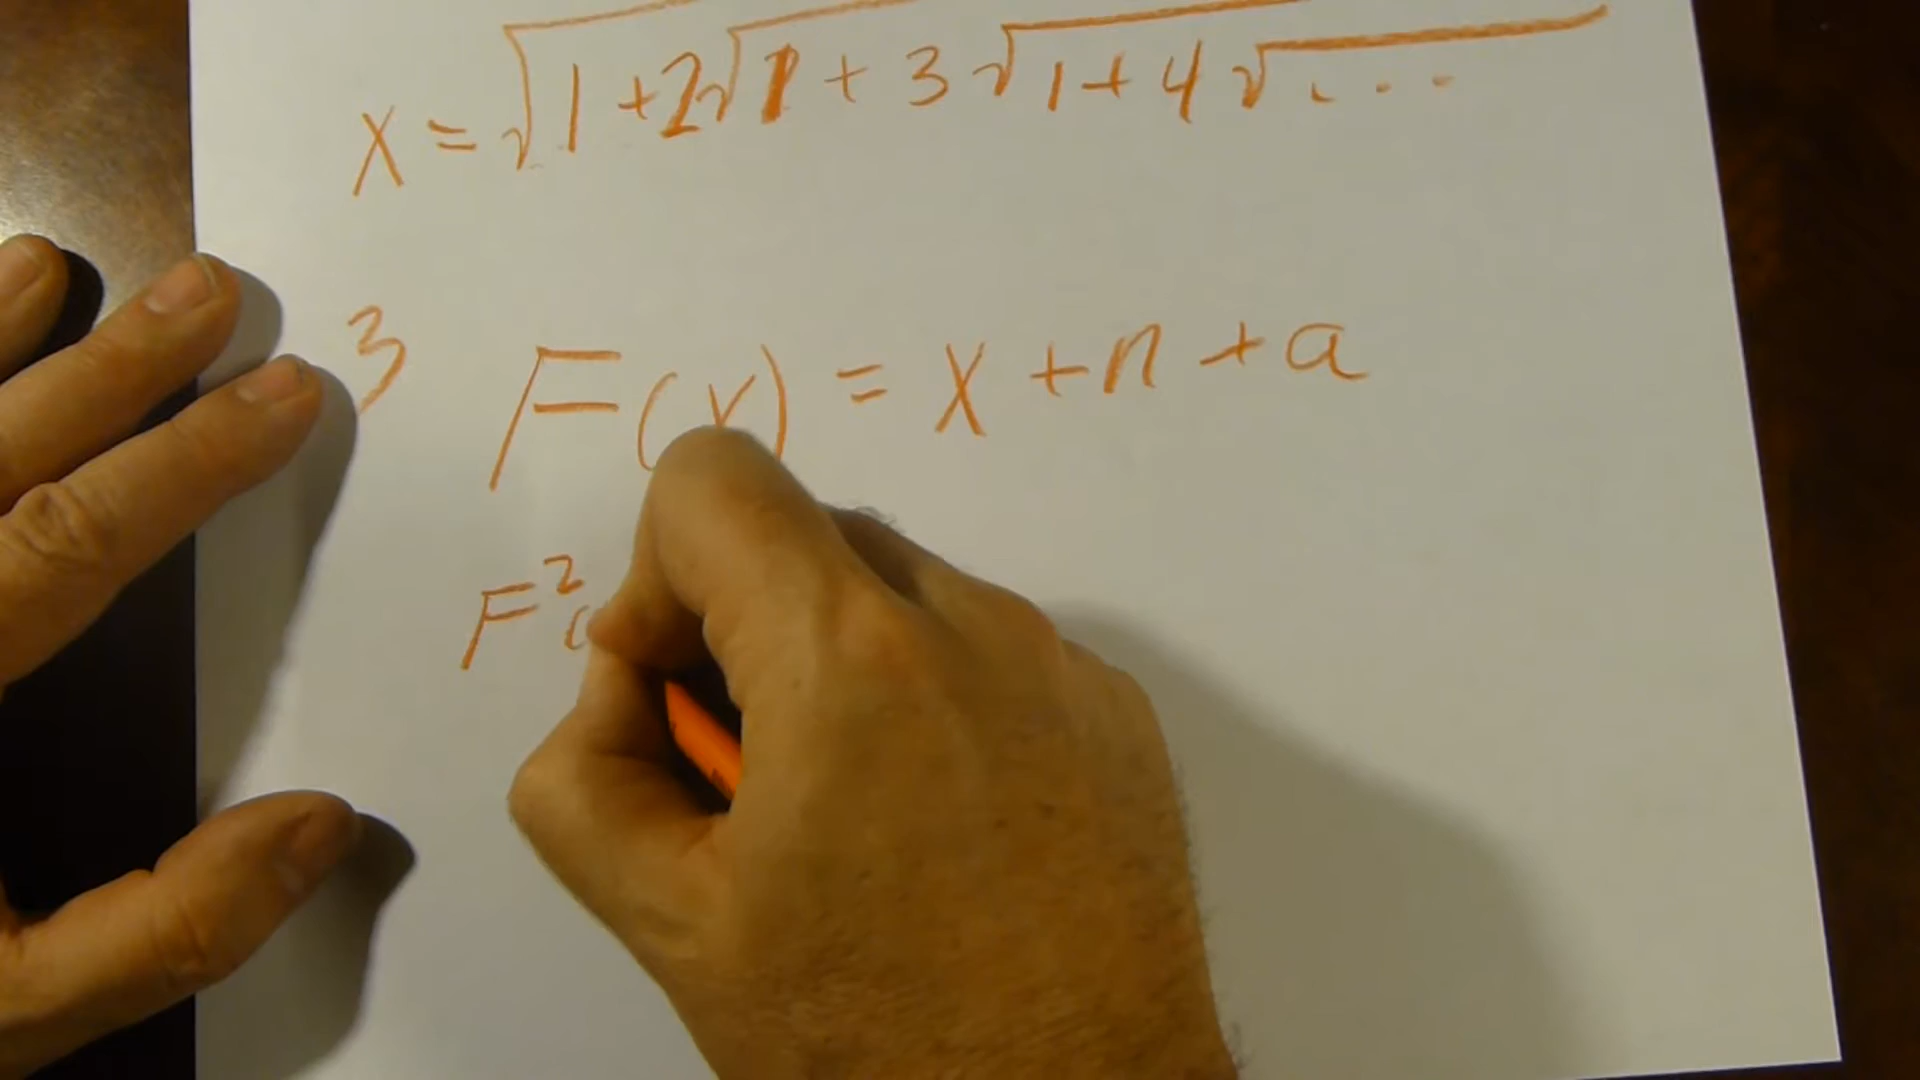 x = √1 + 2√1 + 3√1 + 4√...
3 F(x) = x + n + a
F²(